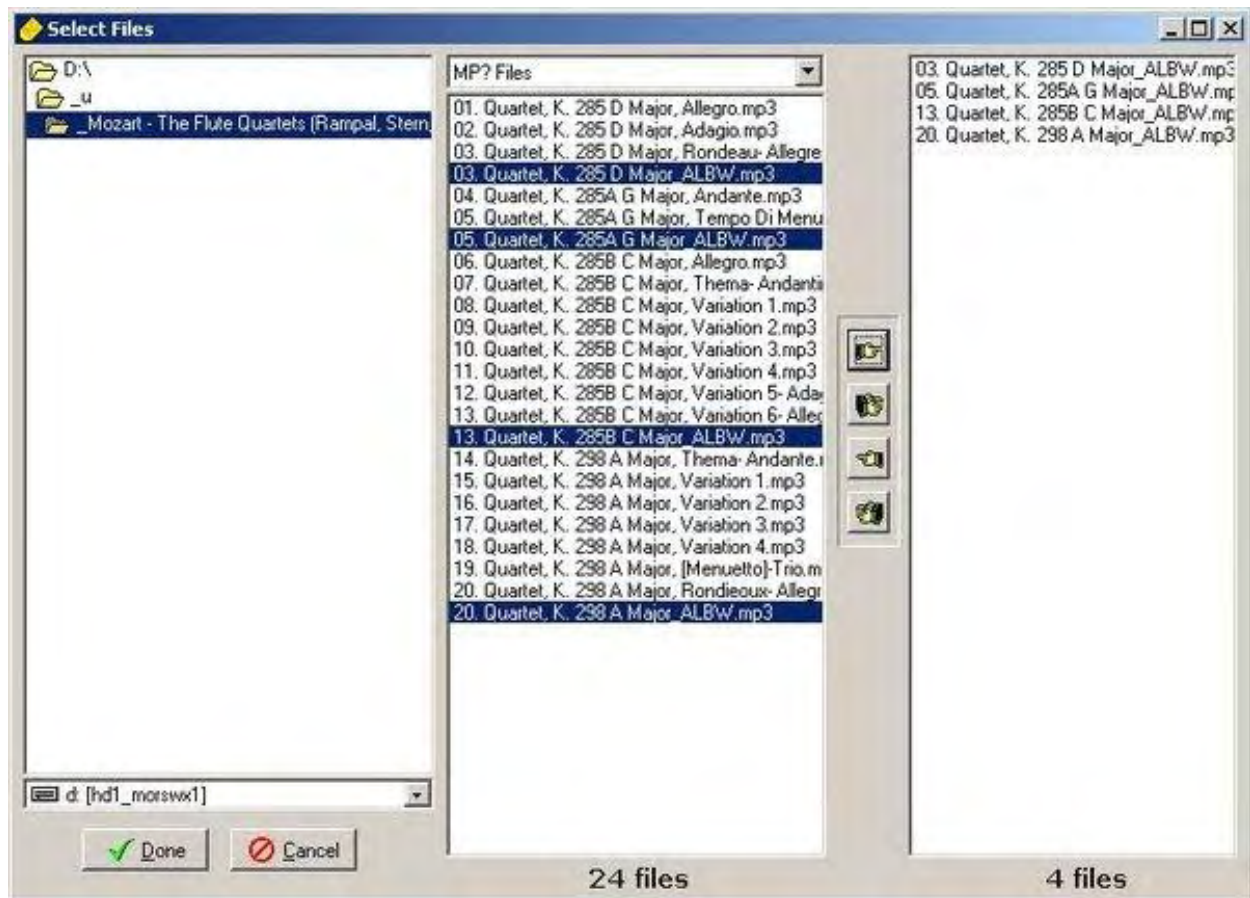 Select Files
D:\
_u
_Mozart - The Flute Quartets (Rampal, Stern,
d: [hd1_morswx1]
Done
Cancel
MP? Files
01. Quartet, K. 285 D Major, Allegro.mp3
02. Quartet, K. 285 D Major, Adagio.mp3
03. Quartet, K. 285 D Major, Rondeau- Allegre
03. Quartet, K. 285 D Major_ALBW.mp3
04. Quartet, K. 285A G Major, Andante.mp3
05. Quartet, K. 285A G Major, Tempo Di Menu
05. Quartet, K. 285A G Major_ALBW.mp3
06. Quartet, K. 285B C Major, Allegro.mp3
07. Quartet, K. 285B C Major, Thema- Andanti
08. Quartet, K. 285B C Major, Variation 1.mp3
09. Quartet, K. 285B C Major, Variation 2.mp3
10. Quartet, K. 285B C Major, Variation 3.mp3
11. Quartet, K. 285B C Major, Variation 4.mp3
12. Quartet, K. 285B C Major, Variation 5- Ada
13. Quartet, K. 285B C Major, Variation 6- Alleg
13. Quartet, K. 285B C Major_ALBW.mp3
14. Quartet, K. 298 A Major, Thema- Andante.
15. Quartet, K. 298 A Major, Variation 1.mp3
16. Quartet, K. 298 A Major, Variation 2.mp3
17. Quartet, K. 298 A Major, Variation 3.mp3
18. Quartet, K. 298 A Major, Variation 4.mp3
19. Quartet, K. 298 A Major, [Menuetto]-Trio.m
20. Quartet, K. 298 A Major, Rondieoux- Allegr
20. Quartet, K. 298 A Major_ALBW.mp3
24 files
03. Quartet, K. 285 D Major_ALBW.mp3
05. Quartet, K. 285A G Major_ALBW.mp
13. Quartet, K. 285B C Major_ALBW.mp
20. Quartet, K. 298 A Major_ALBW.mp3
4 files